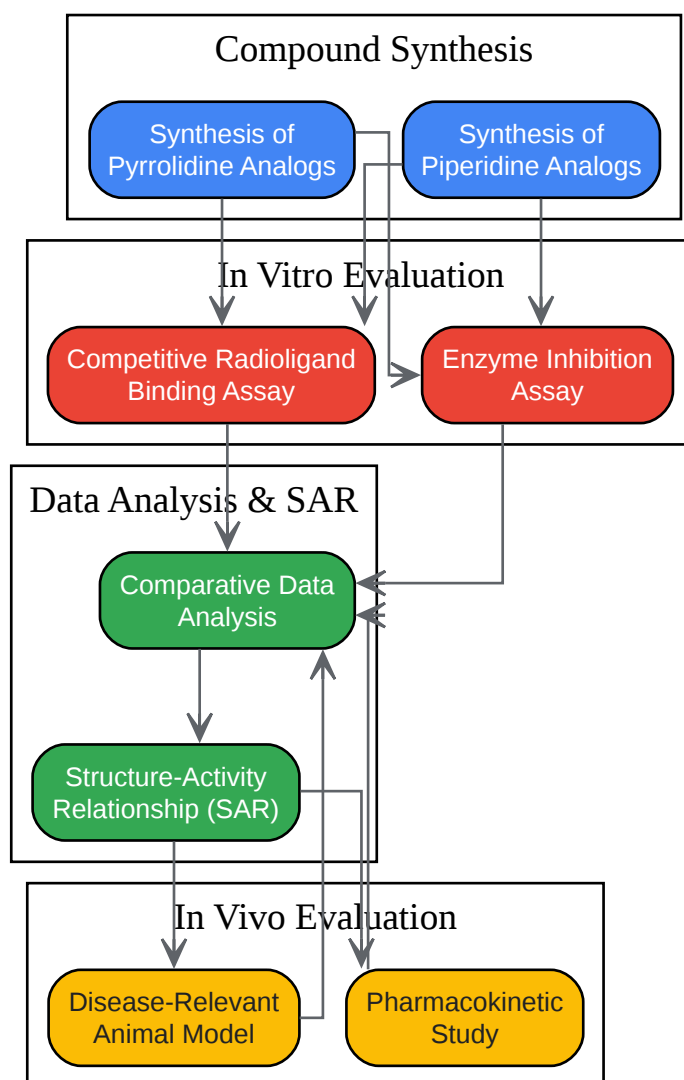 Compound Synthesis
Synthesis of
Pyrrolidine Analogs
Synthesis of
Piperidine Analogs
In Vitro Evaluation
Competitive Radioligand
Binding Assay
Enzyme Inhibition
Assay
Data Analysis & SAR
Comparative Data
Analysis
Structure-Activity
Relationship (SAR)
In Vivo Evaluation
Disease-Relevant
Animal Model
Pharmacokinetic
Study